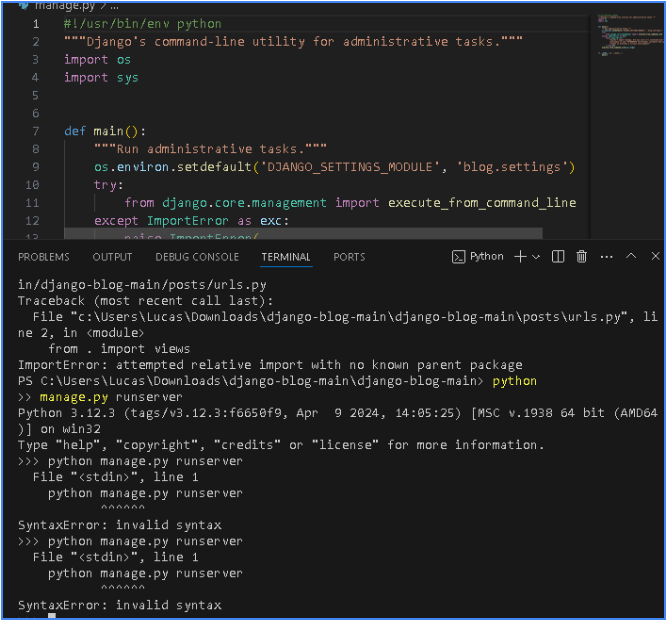 manage.py / ...
1 #!/usr/bin/env python
2 """Django's command-line utility for administrative tasks."""
3 import os
4 import sys
5
6
7 def main():
8 """Run administrative tasks."""
9 os.environ.setdefault('DJANGO_SETTINGS_MODULE', 'blog.settings')
10 try:
11 from django.core.management import execute_from_command_line
12 except ImportError as exc:
13 raise ImportError(
PROBLEMS OUTPUT DEBUG CONSOLE TERMINAL PORTS Python
in/django-blog-main/posts/urls.py
Traceback (most recent call last):
File "c:\Users\Lucas\Downloads\django-blog-main\django-blog-main\posts\urls.py", li
ne 2, in <module>
from . import views
ImportError: attempted relative import with no known parent package
PS C:\Users\Lucas\Downloads\django-blog-main\django-blog-main> python
>> manage.py runserver
Python 3.12.3 (tags/v3.12.3:f6650f9, Apr  9 2024, 14:05:25) [MSC v.1938 64 bit (AMD64
)] on win32
Type "help", "copyright", "credits" or "license" for more information.
>>> python manage.py runserver
File "<stdin>", line 1
python manage.py runserver
^^^^^^
SyntaxError: invalid syntax
>>> python manage.py runserver
File "<stdin>", line 1
python manage.py runserver
^^^^^^
SyntaxError: invalid syntax
>>>